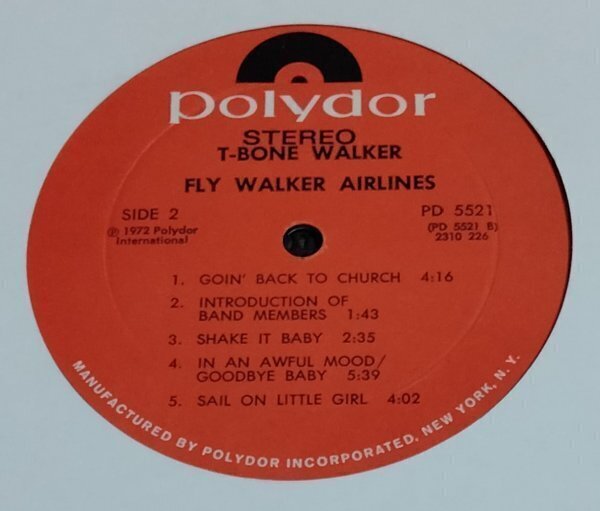 polydor
STEREO
T-BONE WALKER
FLY WALKER AIRLINES
SIDE 2
℗ 1972 Polydor
International
PD 5521
(PD 5521 B)
2310 226
1. GOIN' BACK TO CHURCH 4:16
2. INTRODUCTION OF
BAND MEMBERS 1:43
3. SHAKE IT BABY 2:35
4. IN AN AWFUL MOOD/
GOODBYE BABY 5:39
5. SAIL ON LITTLE GIRL 4:02
MANUFACTURED BY POLYDOR INCORPORATED, NEW YORK, N. Y.